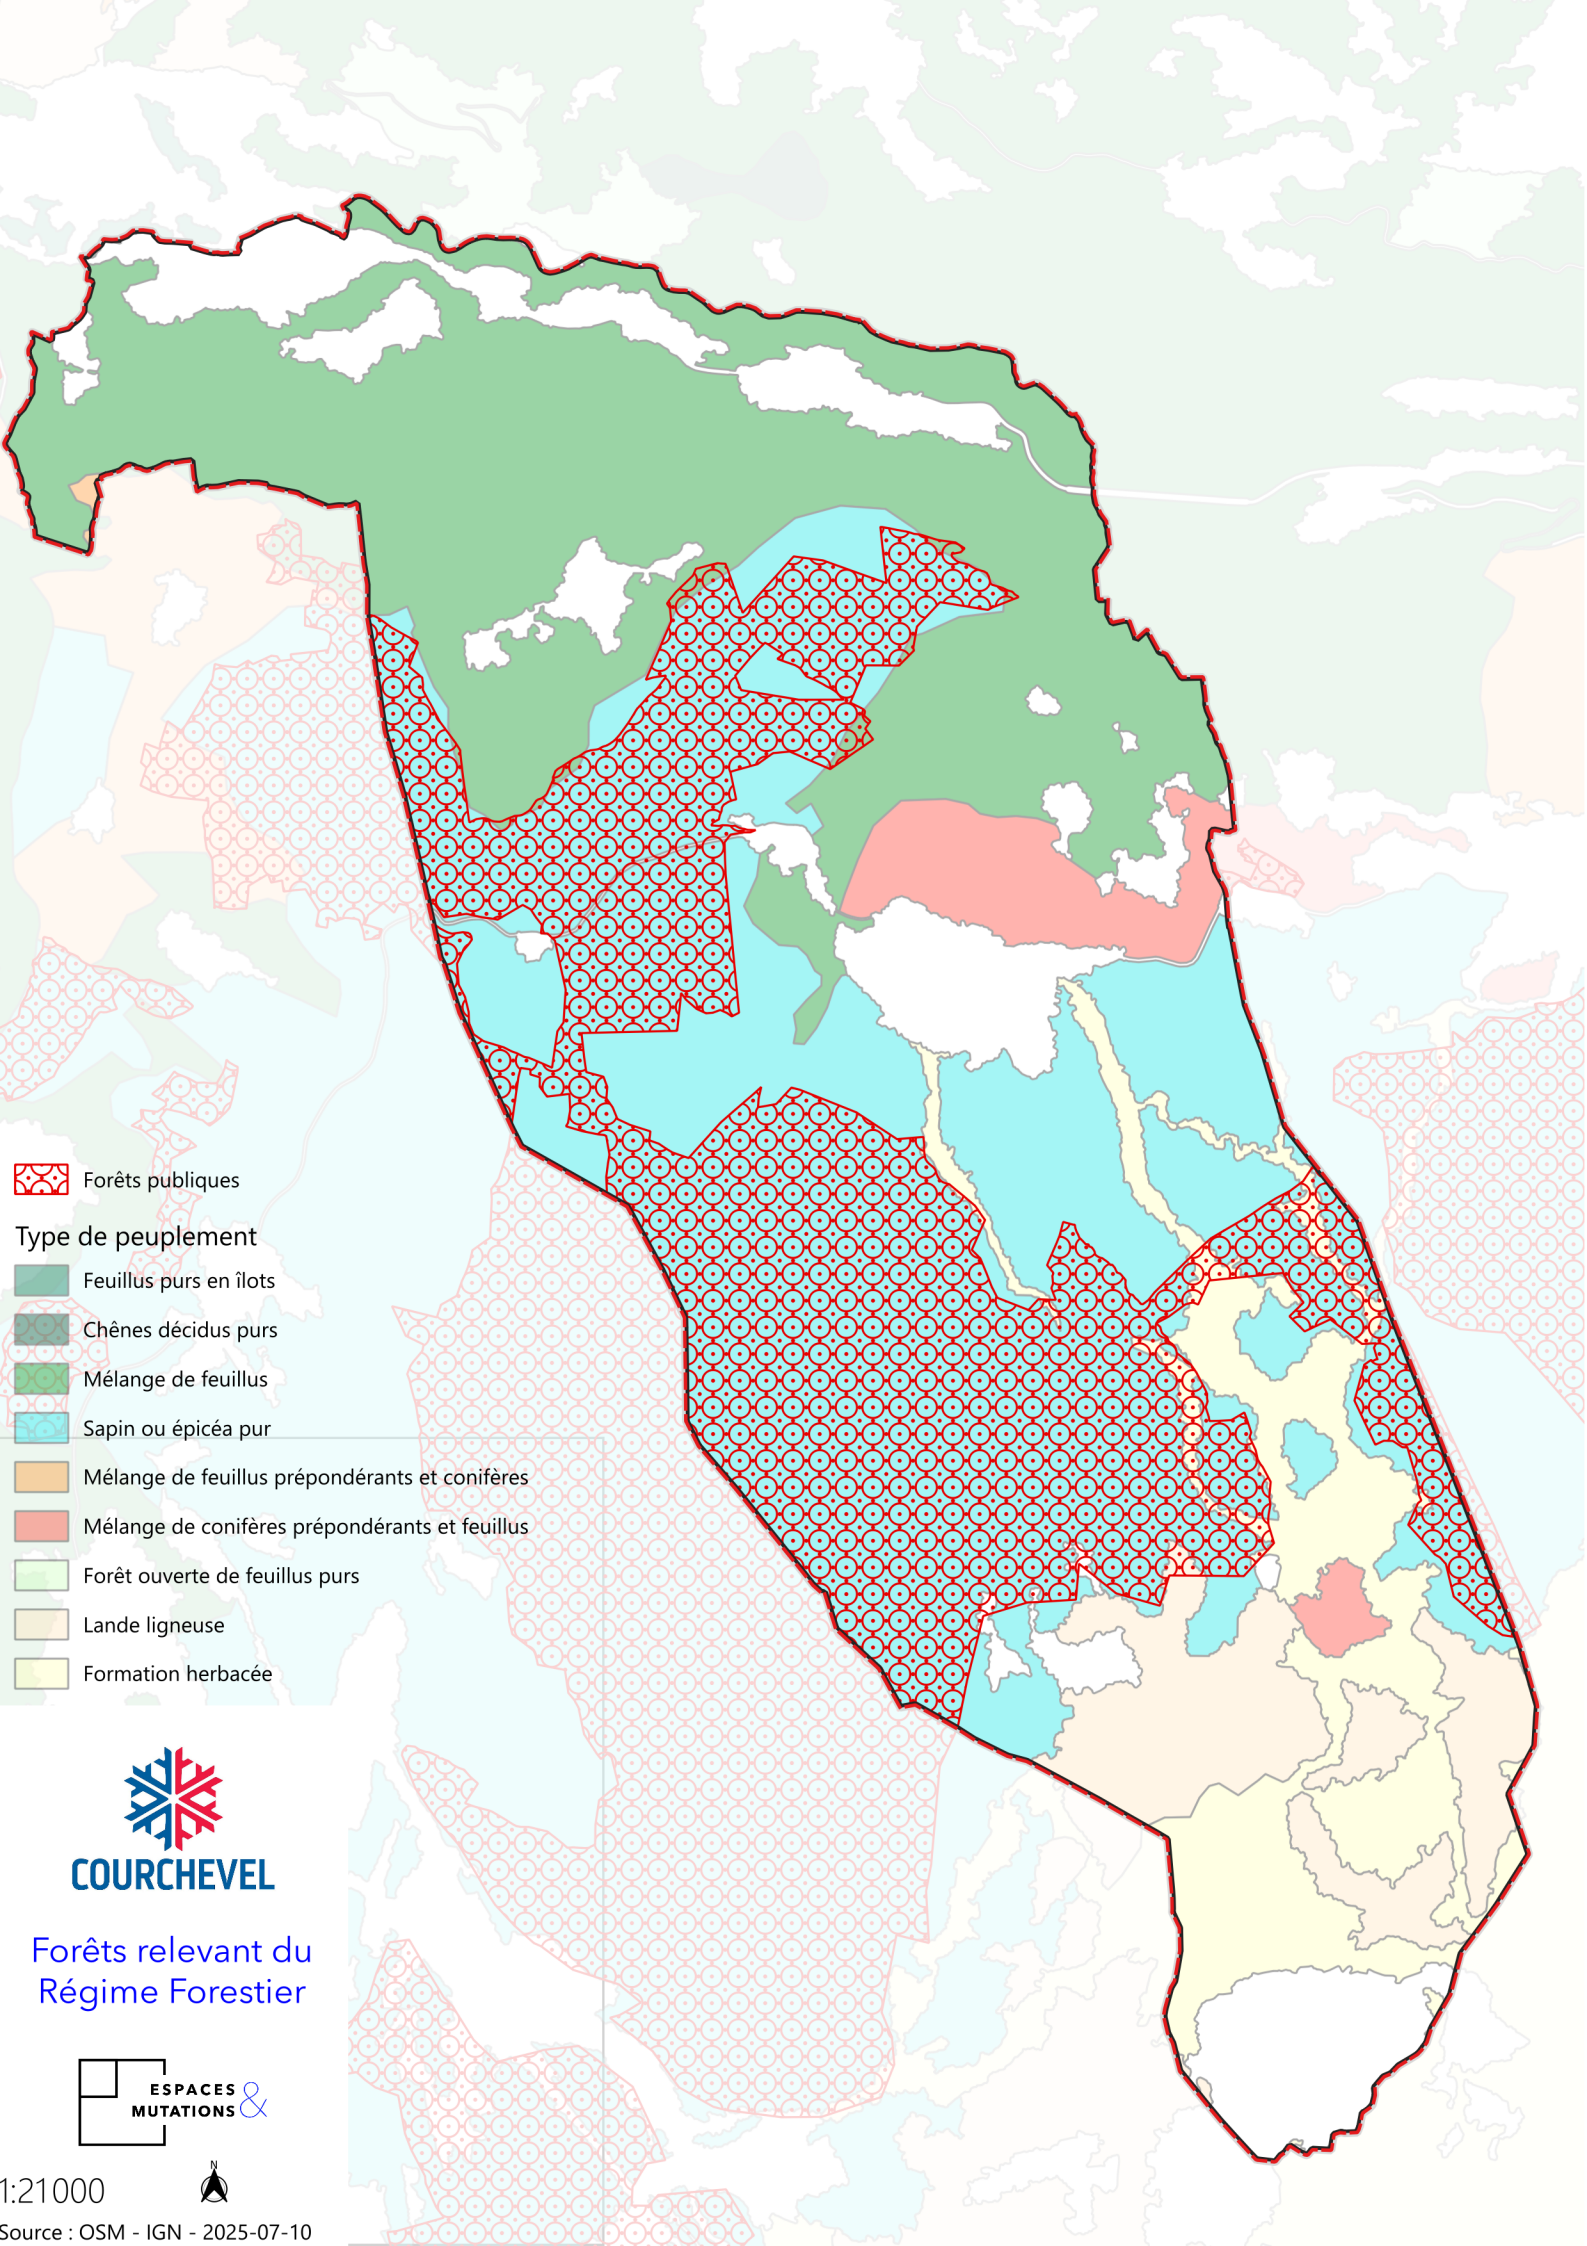 Forêts publiques
Type de peuplement
Feuillus purs en îlots
Chênes décidus purs
Mélange de feuillus
Sapin ou épicéa pur
Mélange de feuillus prépondérants et conifères
Mélange de conifères prépondérants et feuillus
Forêt ouverte de feuillus purs
Lande ligneuse
Formation herbacée
COURCHEVEL
Forêts relevant du
Régime Forestier
ESPACES
MUTATIONS &
N
1:21000
Source : OSM - IGN - 2025-07-10